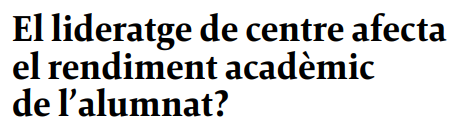 El lideratge de centre afecta
el rendiment acadèmic
de l’alumnat?